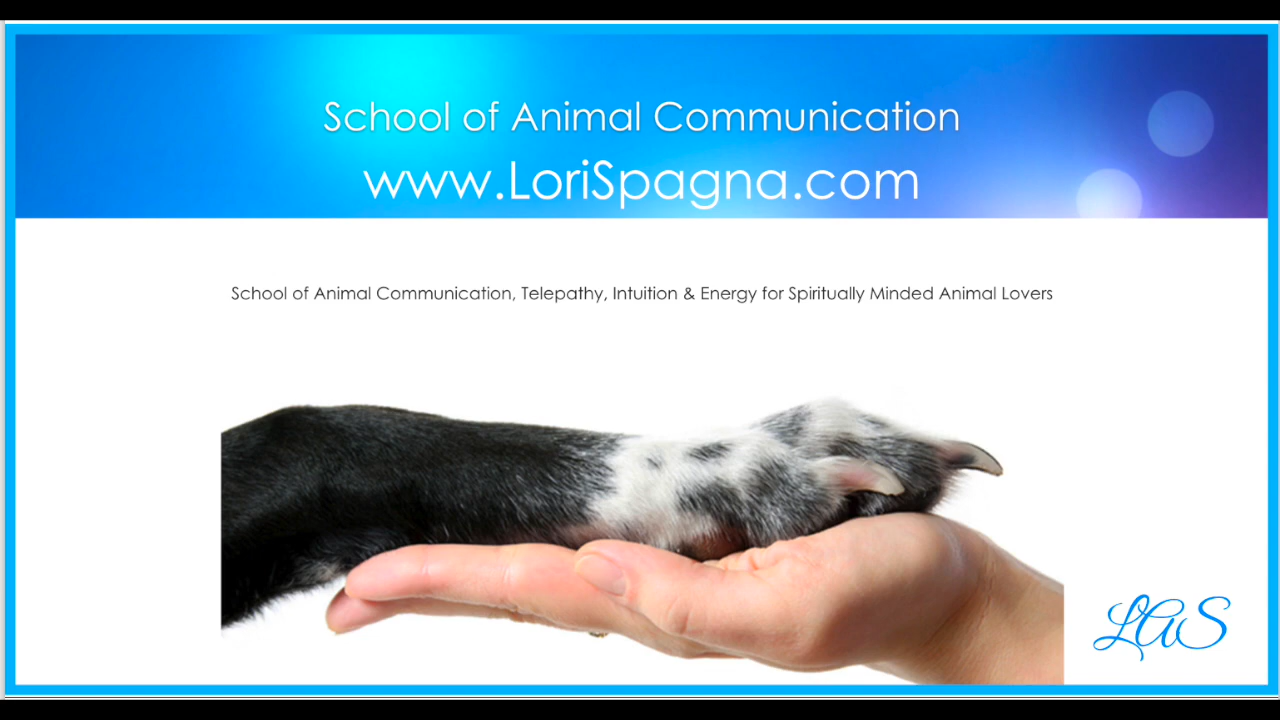 School of Animal Communication
www.LoriSpagna.com
School of Animal Communication, Telepathy, Intuition & Energy for Spiritually Minded Animal Lovers
LAS